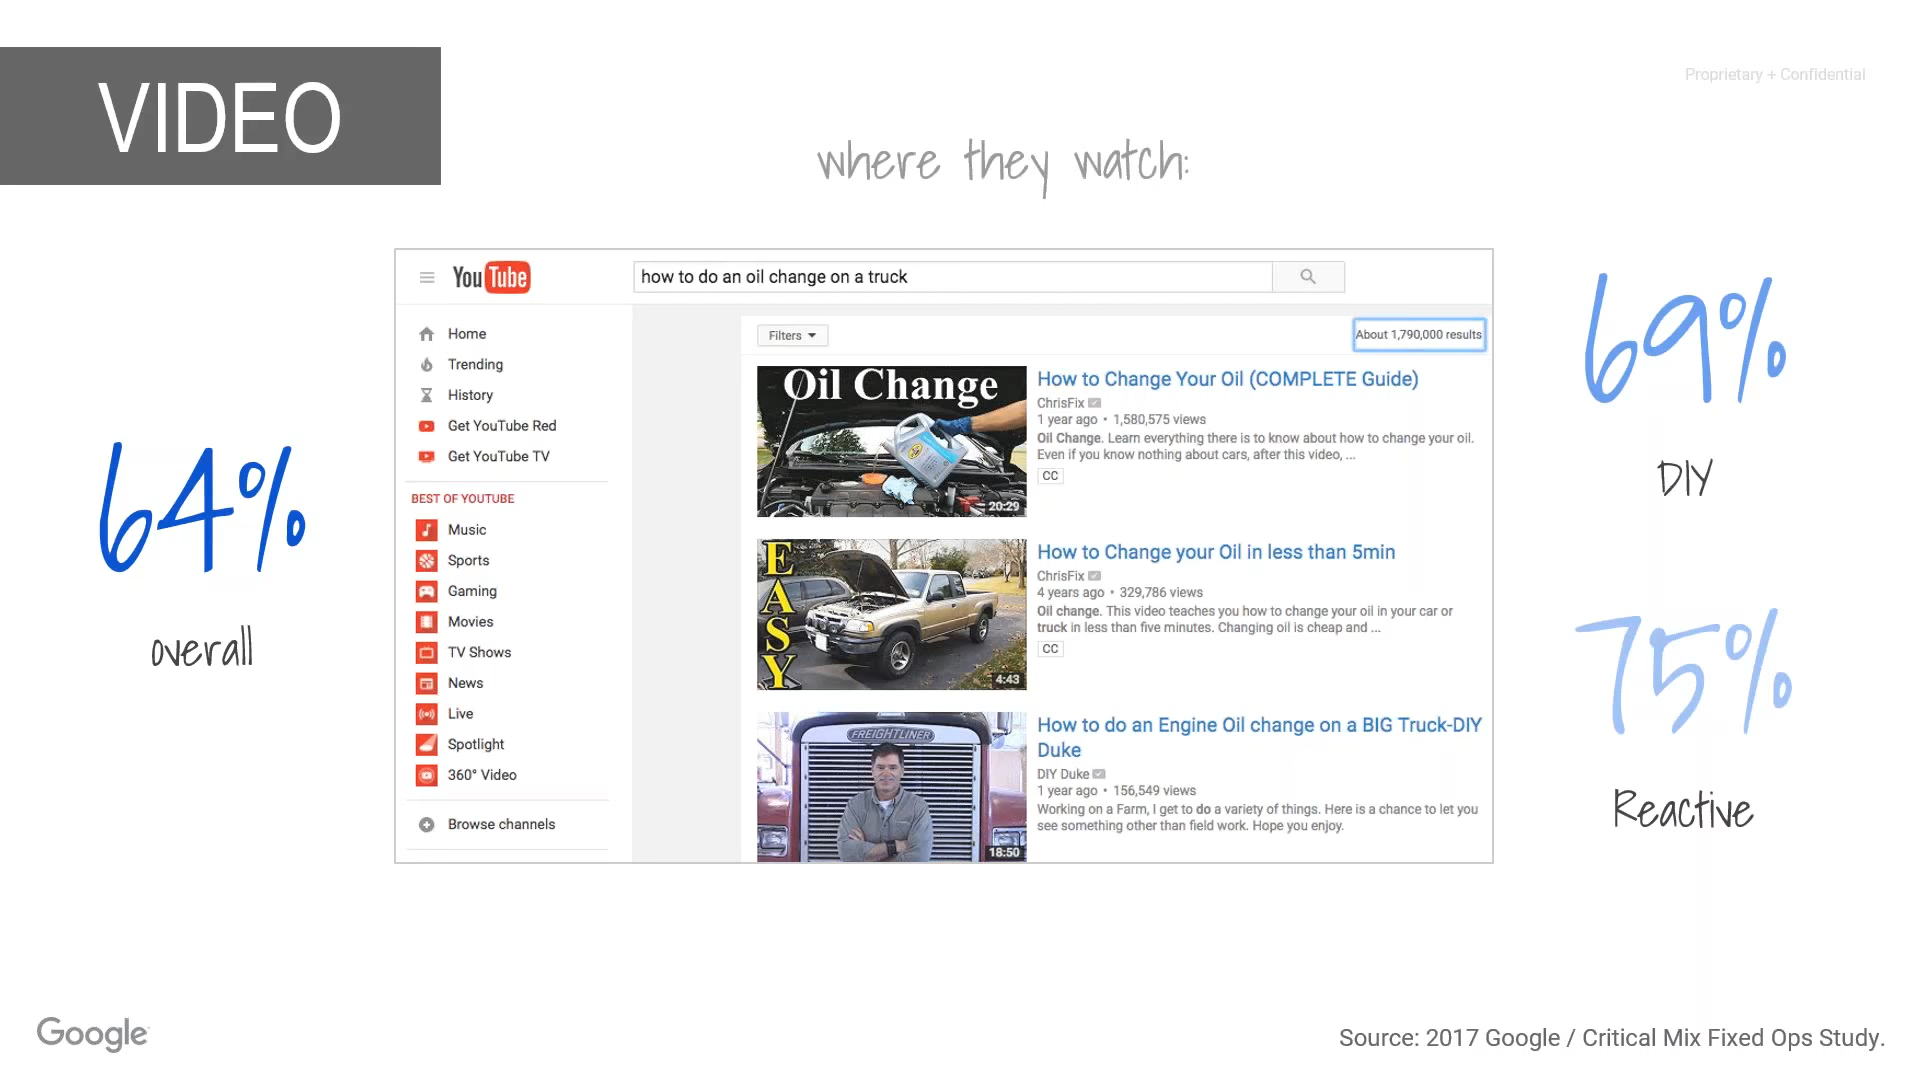 VIDEO
Proprietary + Confidential
where they watch:
64%
overall
YouTube
how to do an oil change on a truck
Home
Trending
History
Get YouTube Red
Get YouTube TV
BEST OF YOUTUBE
Music
Sports
Gaming
Movies
TV Shows
News
Live
Spotlight
360° Video
Browse channels
Filters
About 1,790,000 results
Oil Change
20:29
How to Change Your Oil (COMPLETE Guide)
ChrisFix
1 year ago • 1,580,575 views
Oil Change. Learn everything there is to know about how to change your oil.
Even if you know nothing about cars, after this video, ...
CC
EASY
4:43
How to Change your Oil in less than 5min
ChrisFix
4 years ago • 329,786 views
Oil change. This video teaches you how to change your oil in your car or
truck in less than five minutes. Changing oil is cheap and ...
CC
FREIGHTLINER
18:50
How to do an Engine Oil change on a BIG Truck-DIY
Duke
DIY Duke
1 year ago • 156,549 views
Working on a Farm, I get to do a variety of things. Here is a chance to let you
see something other than field work. Hope you enjoy.
69%
DIY
75%
Reactive
Google
Source: 2017 Google / Critical Mix Fixed Ops Study.